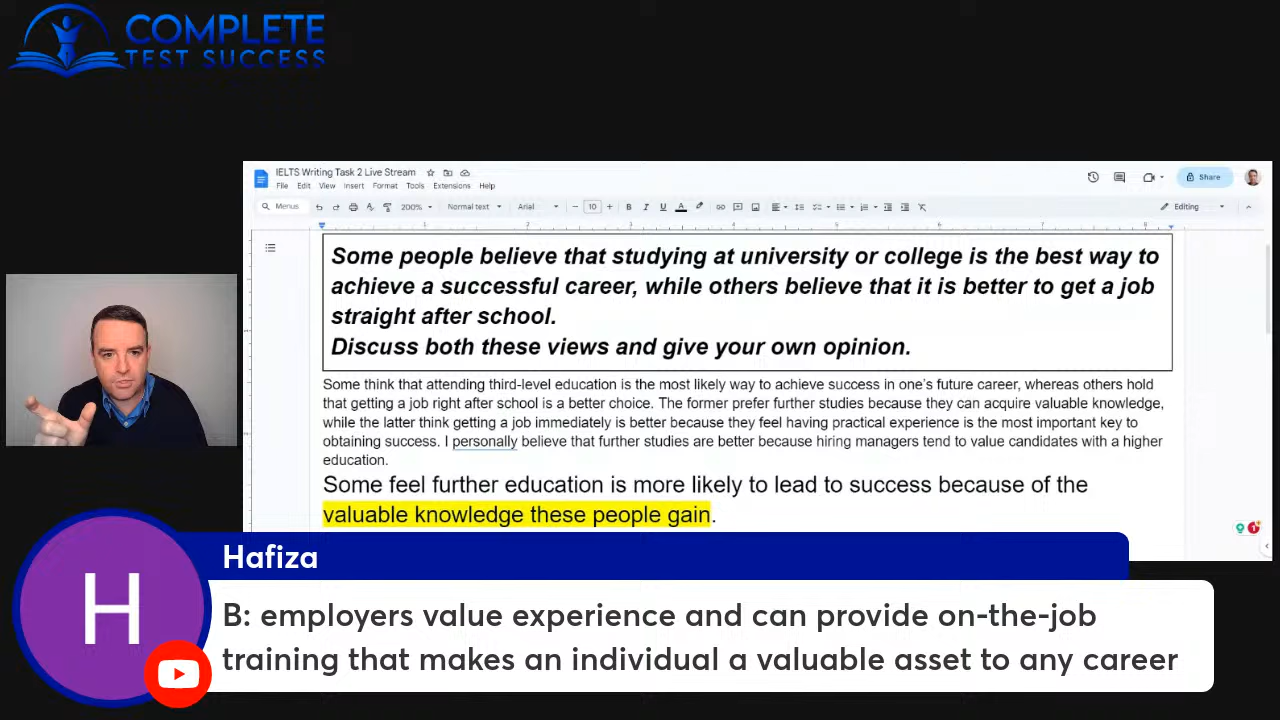 COMPLETE
TEST SUCCESS
IELTS Writing Task 2 Live Stream
File Edit View Insert Format Tools Extensions Help
Share
Menus 200% Normal text Arial 10 B I U A Editing
Some people believe that studying at university or college is the best way to
achieve a successful career, while others believe that it is better to get a job
straight after school.
Discuss both these views and give your own opinion.
Some think that attending third-level education is the most likely way to achieve success in one's future career, whereas others hold
that getting a job right after school is a better choice. The former prefer further studies because they can acquire valuable knowledge,
while the latter think getting a job immediately is better because they feel having practical experience is the most important key to
obtaining success. I personally believe that further studies are better because hiring managers tend to value candidates with a higher
education.
Some feel further education is more likely to lead to success because of the
valuable knowledge these people gain.
H
Hafiza
B: employers value experience and can provide on-the-job
training that makes an individual a valuable asset to any career